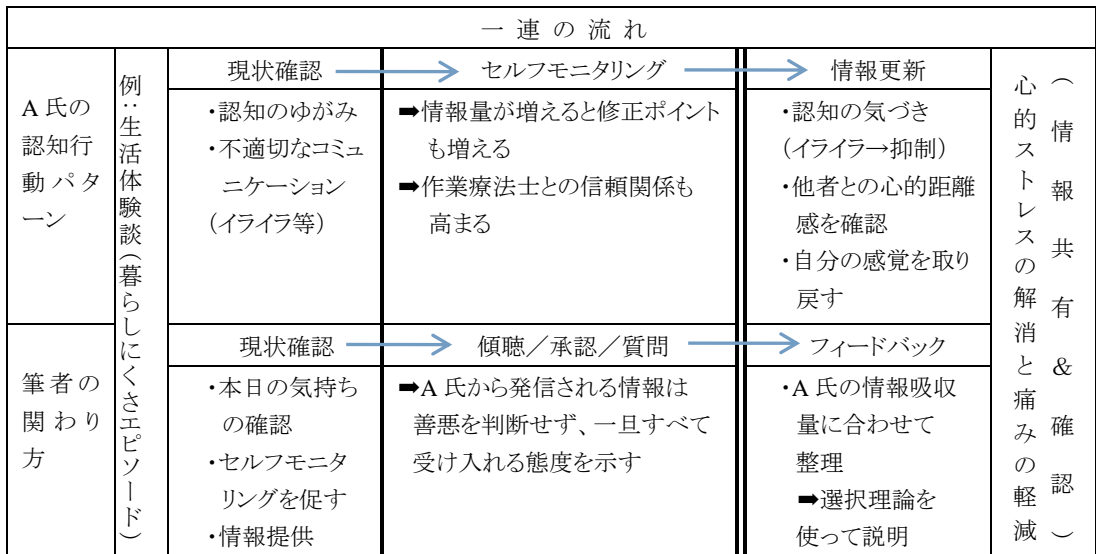 一連の流れ
A氏の
認知行
動パタ
ーン
例:生活体験談(暮らしにくさエピソード)
現状確認
・認知のゆがみ
・不適切なコミュ
ニケーション
(イライラ等)
セルフモニタリング
➡情報量が増えると修正ポイント
も増える
➡作業療法士との信頼関係も
高まる
情報更新
・認知の気づき
(イライラ→抑制)
・他者との心的距離
感を確認
・自分の感覚を取り
戻す
筆者の
関わり
方
現状確認
・本日の気持ち
の確認
・セルフモニタ
リングを促す
・情報提供
傾聴/承認/質問
➡A氏から発信される情報は
善悪を判断せず、一旦すべて
受け入れる態度を示す
フィードバック
・A氏の情報吸収
量に合わせて
整理
➡選択理論を
使って説明
(情報共有&確認)
心的ストレスの解消と痛みの軽減